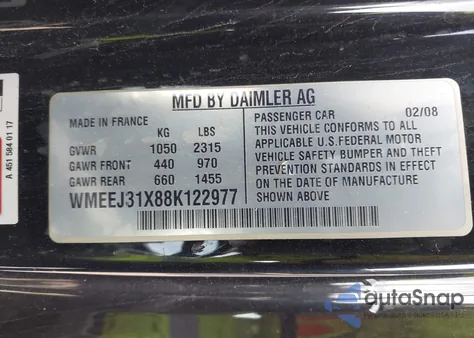 MFD BY DAIMLER AG
MADE IN FRANCE
KG LBS
GVWR 1050 2315
GAWR FRONT 440 970
GAWR REAR 660 1455
WMEEJ31X88K122977
PASSENGER CAR 02/08
THIS VEHICLE CONFORMS TO ALL
APPLICABLE U.S.FEDERAL MOTOR
VEHICLE SAFETY BUMPER AND THEFT
PREVENTION STANDARDS IN EFFECT
ON THE DATE OF MANUFACTURE
SHOWN ABOVE
A 451 584 01 17
AutoSnap